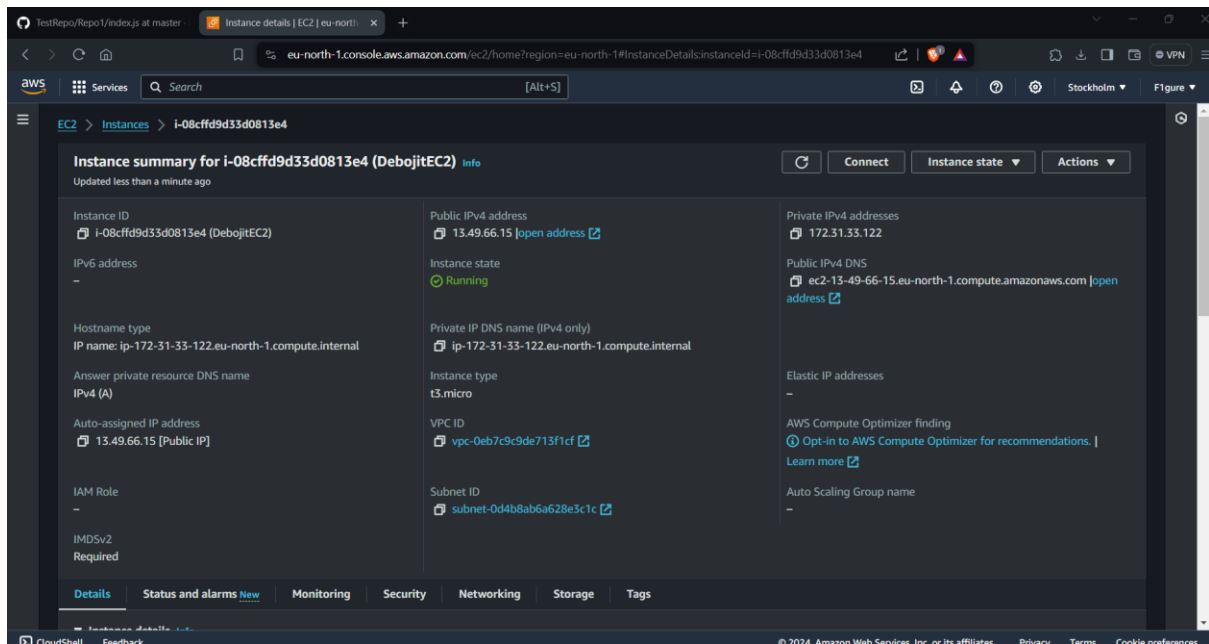 TestRepo/Repo1/index.js at master ·
Instance details | EC2 | eu-north
eu-north-1.console.aws.amazon.com/ec2/home?region=eu-north-1#InstanceDetails:instanceId=i-08cffd9d33d0813e4
VPN
aws
Services
Search
[Alt+S]
Stockholm
F1gure
EC2 > Instances > i-08cffd9d33d0813e4
Instance summary for i-08cffd9d33d0813e4 (DebojitEC2) Info
Updated less than a minute ago
Connect
Instance state
Actions
Instance ID
i-08cffd9d33d0813e4 (DebojitEC2)
Public IPv4 address
13.49.66.15 |open address
Private IPv4 addresses
172.31.33.122
IPv6 address
–
Instance state
Running
Public IPv4 DNS
ec2-13-49-66-15.eu-north-1.compute.amazonaws.com |open
address
Hostname type
IP name: ip-172-31-33-122.eu-north-1.compute.internal
Private IP DNS name (IPv4 only)
ip-172-31-33-122.eu-north-1.compute.internal
Answer private resource DNS name
IPv4 (A)
Instance type
t3.micro
Elastic IP addresses
–
Auto-assigned IP address
13.49.66.15 [Public IP]
VPC ID
vpc-0eb7c9c9de713f1cf
AWS Compute Optimizer finding
Opt-in to AWS Compute Optimizer for recommendations. |
Learn more
IAM Role
–
Subnet ID
subnet-0d4b8ab6a628e3c1c
Auto Scaling Group name
–
IMDSv2
Required
Details
Status and alarms New
Monitoring
Security
Networking
Storage
Tags
Instance details Info
CloudShell
Feedback
© 2024, Amazon Web Services, Inc. or its affiliates.
Privacy
Terms
Cookie preferences